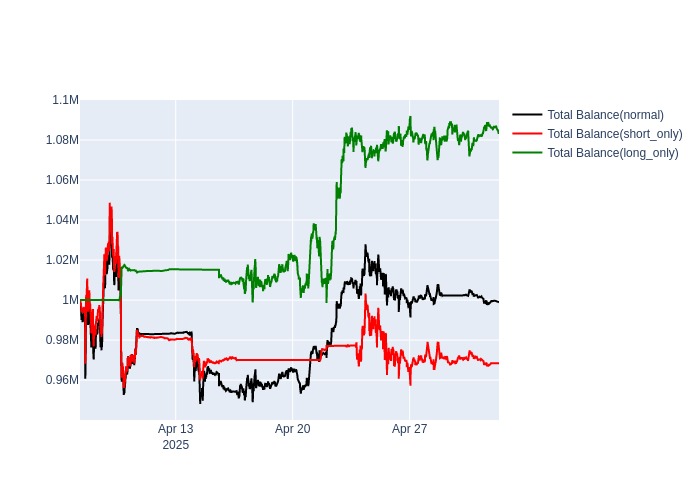 1.1M
1.08M
1.06M
1.04M
1.02M
1M
0.98M
0.96M
Apr 13
2025
Apr 20
Apr 27
Total Balance(normal)
Total Balance(short_only)
Total Balance(long_only)